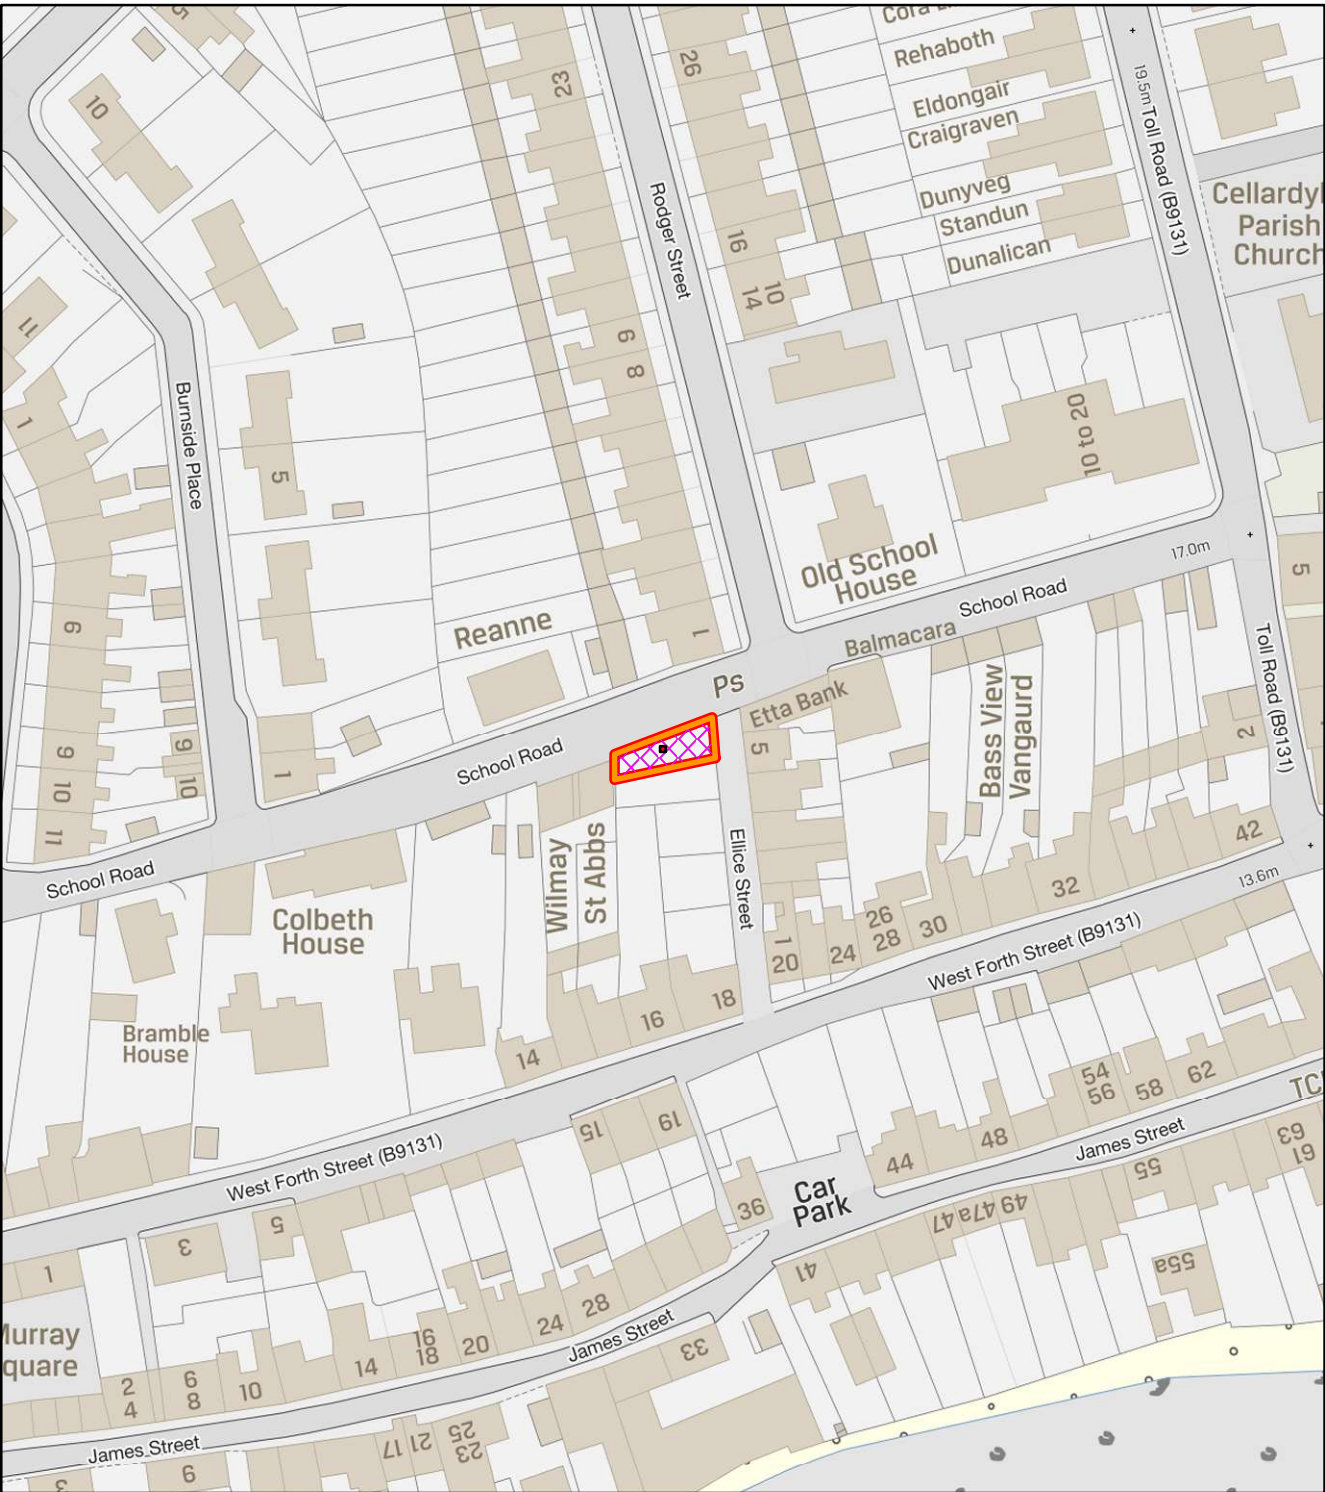 23
26
Rehaboth
10
Eldongair
Craigraven
19.5m
Toll Road (B9131)
Dunyveg
Standun
Dunalican
Cellardy
Parish
Church
Rodger Street
16
10
14
11
9
8
Burnside Place
1
5
10 to 20
Old School
House
17.0m
School Road
5
Reanne
1
Balmacara
6
Ps
Etta Bank
Bass View
Vangaurd
Toll Road (B9131)
2
School Road
5
9
10
11
9
10
1
Wilmay
St Abbs
Ellice Street
42
School Road
32
13.6m
Colbeth
House
26
28
30
1
20
24
West Forth Street (B9131)
18
16
14
Bramble
House
54
56
58
62
15
19
48
James Street
44
63
61
55
West Forth Street (B9131)
36
Car
Park
47
47a
49
5
3
41
55a
1
28
24
Murray
quare
16
18
20
14
James Street
33
2
4
6
8
10
James Street
17
21
25
23
9
3